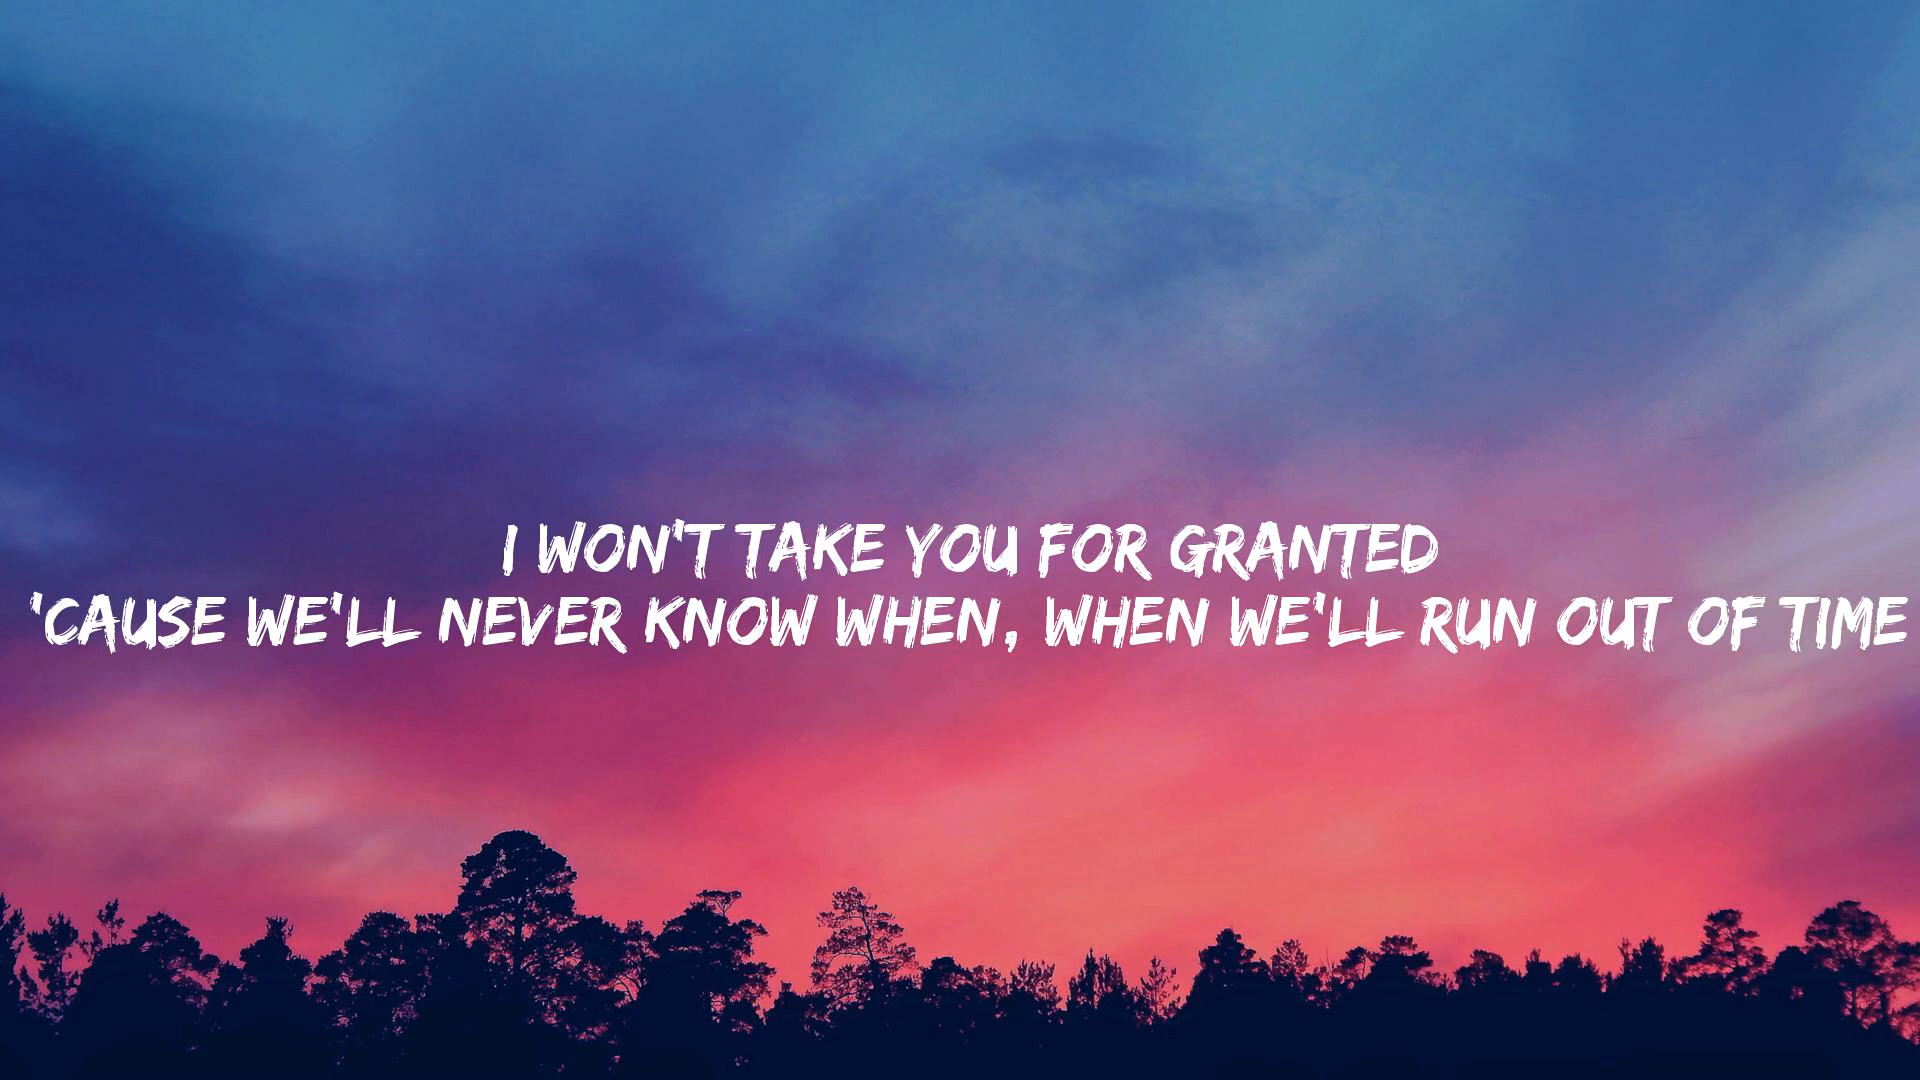 I WON'T TAKE YOU FOR GRANTED
'CAUSE WE'LL NEVER KNOW WHEN, WHEN WE'LL RUN OUT OF TIME